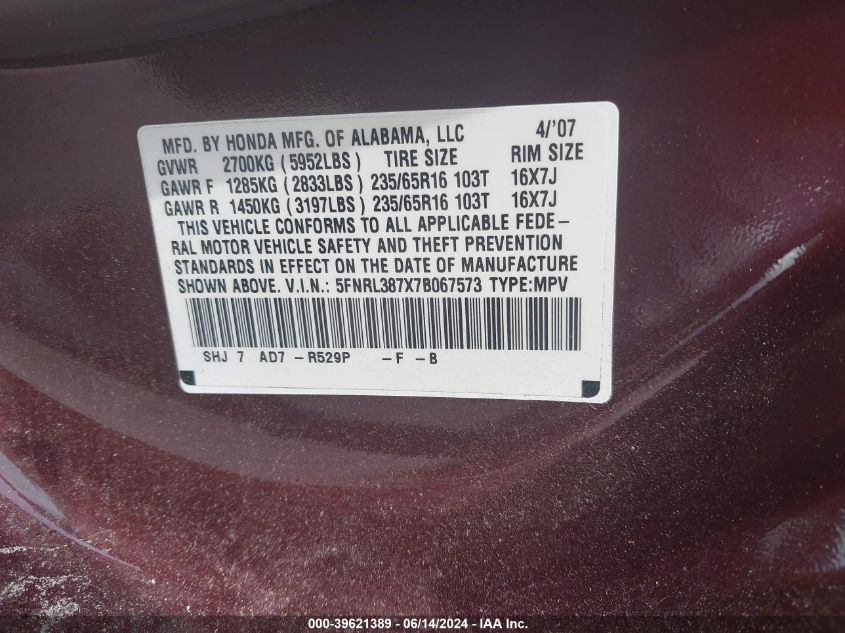 MFD. BY HONDA MFG. OF ALABAMA, LLC 4/'07
GVWR 2700KG (5952LBS) TIRE SIZE RIM SIZE
GAWR F 1285KG (2833LBS) 235/65R16 103T 16X7J
GAWR R 1450KG (3197LBS) 235/65R16 103T 16X7J
THIS VEHICLE CONFORMS TO ALL APPLICABLE FEDE-
RAL MOTOR VEHICLE SAFETY AND THEFT PREVENTION
STANDARDS IN EFFECT ON THE DATE OF MANUFACTURE
SHOWN ABOVE. V.I.N.: 5FNRL387X7B067573 TYPE:MPV
SHJ 7 AD7 -R529P -F -B
000-39621389 - 06/14/2024 - IAA Inc.